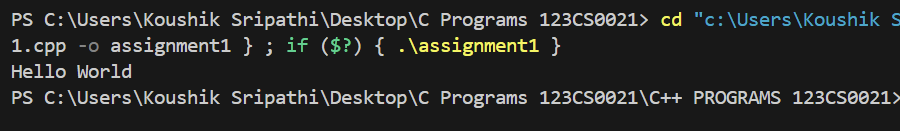 PS C:\Users\Koushik Sripathi\Desktop\C Programs 123CS0021> cd "c:\Users\Koushik S
1.cpp -o assignment1 } ; if ($?) { .\assignment1 }
Hello World
PS C:\Users\Koushik Sripathi\Desktop\C Programs 123CS0021\C++ PROGRAMS 123CS0021>